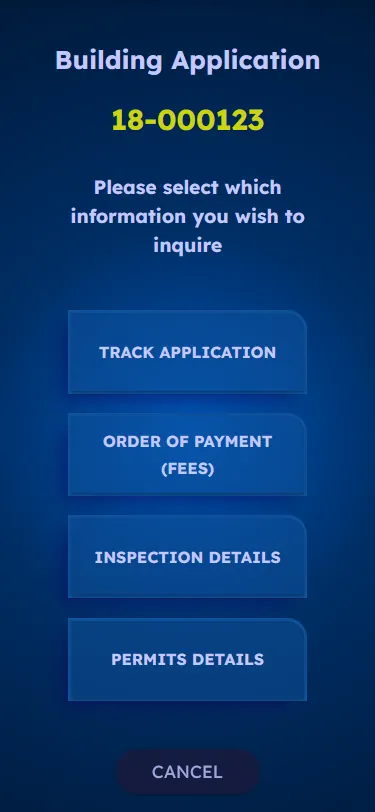 Building Application
18-000123
Please select which
information you wish to
inquire
TRACK APPLICATION
ORDER OF PAYMENT
(FEES)
INSPECTION DETAILS
PERMITS DETAILS
CANCEL